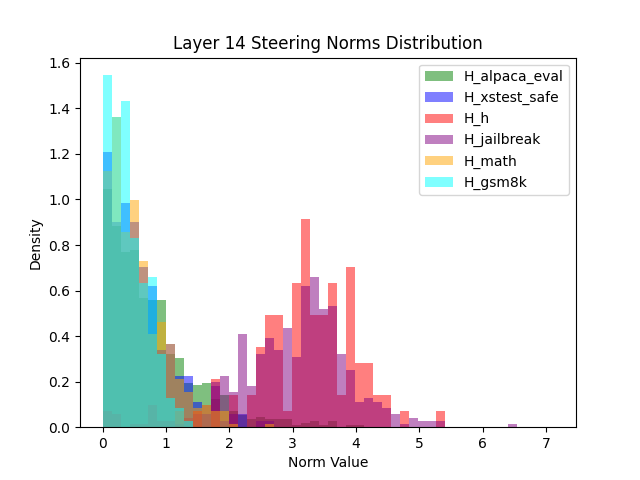 Layer 14 Steering Norms Distribution
H_alpaca_eval
H_xstest_safe
H_h
H_jailbreak
H_math
H_gsm8k
Density
1.6
1.4
1.2
1.0
0.8
0.6
0.4
0.2
0.0
0 1 2 3 4 5 6 7
Norm Value